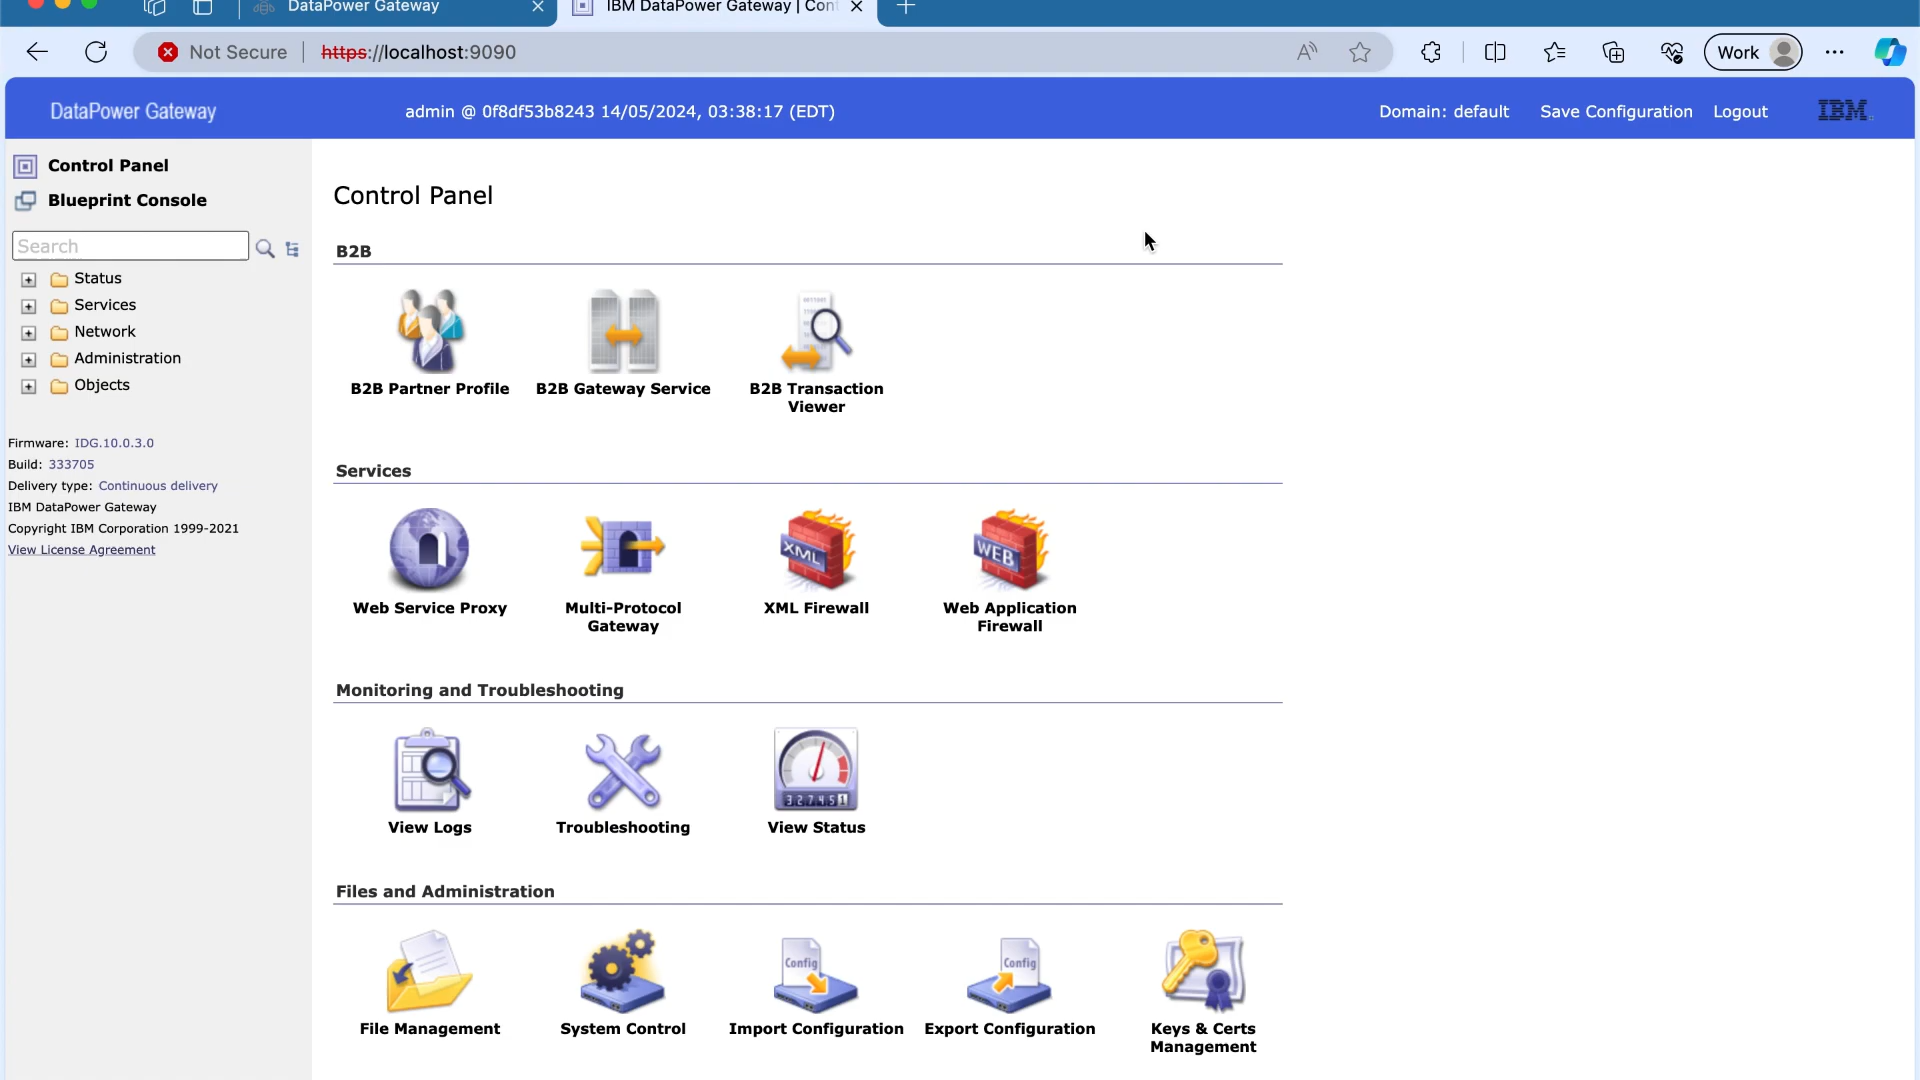 DataPower Gateway
IBM DataPower Gateway | Cont
Not Secure
https://localhost:9090
Work
DataPower Gateway
admin @ 0f8df53b8243 14/05/2024, 03:38:17 (EDT)
Domain: default
Save Configuration
Logout
IBM
Control Panel
Blueprint Console
Search
Status
Services
Network
Administration
Objects
Firmware: IDG.10.0.3.0
Build: 333705
Delivery type: Continuous delivery
IBM DataPower Gateway
Copyright IBM Corporation 1999-2021
View License Agreement
Control Panel
B2B
B2B Partner Profile
B2B Gateway Service
B2B Transaction
Viewer
Services
XML
WEB
Web Service Proxy
Multi-Protocol
Gateway
XML Firewall
Web Application
Firewall
Monitoring and Troubleshooting
View Logs
Troubleshooting
View Status
Files and Administration
Config
Config
File Management
System Control
Import Configuration
Export Configuration
Keys & Certs
Management